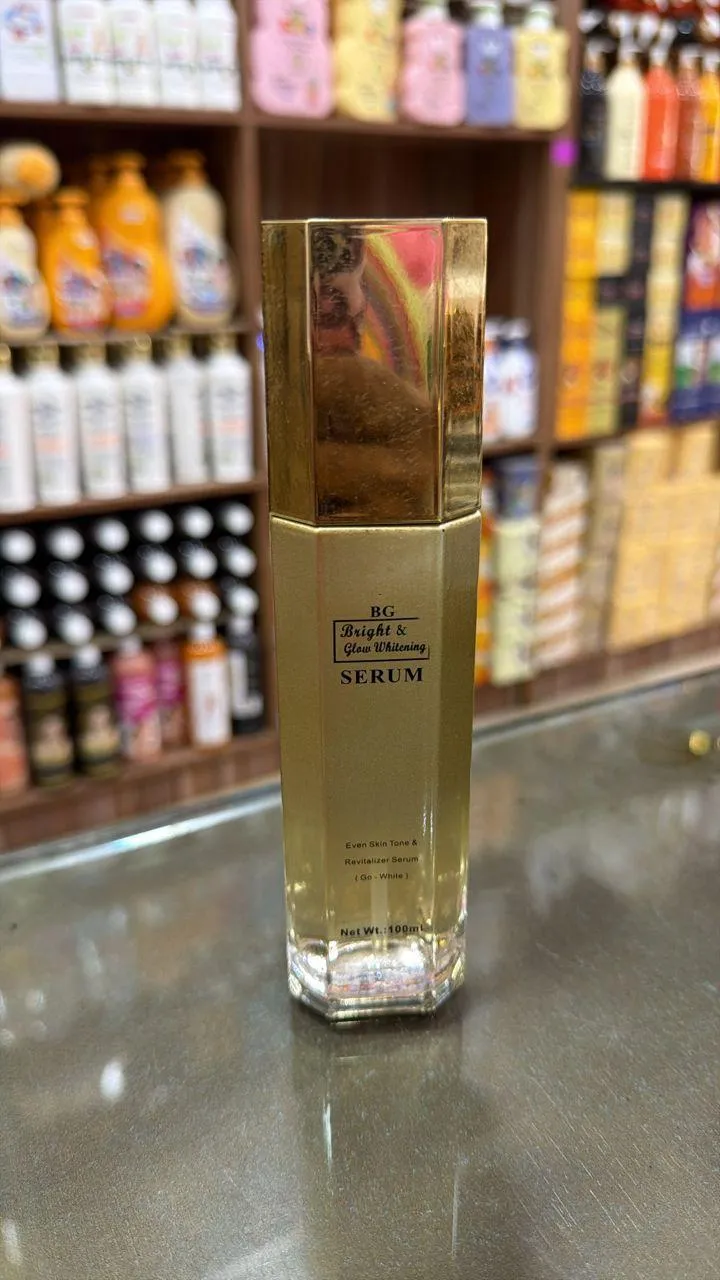 BG
Bright &
Glow Whitening
SERUM
Even Skin Tone &
Revitalizer Serum
( Go - White )
Net Wt.:100mL